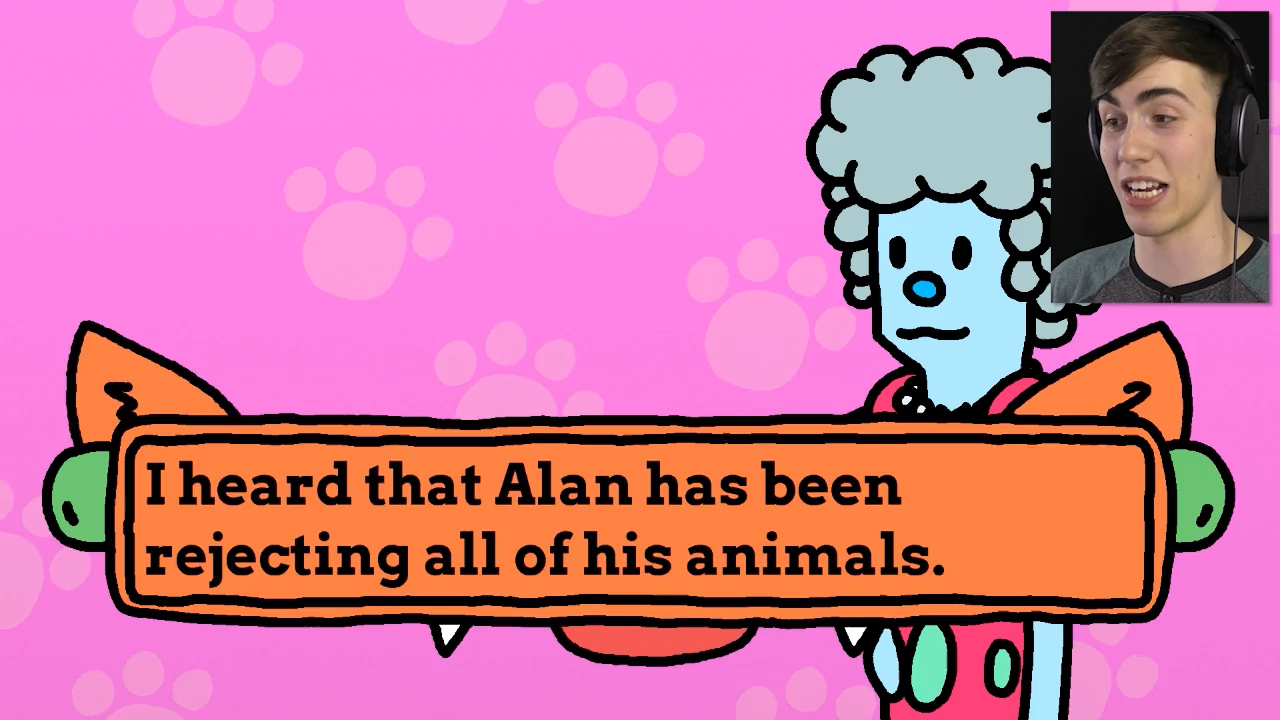 I heard that Alan has been
rejecting all of his animals.